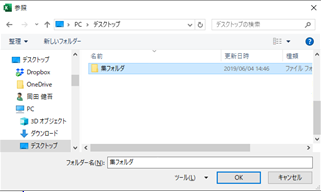 参照
PC
デスクトップ
デスクトップの検索
整理
新しいフォルダー
名前
更新日時
種類
デスクトップ
Dropbox
OneDrive
岡田 健吾
PC
3D オブジェクト
ダウンロード
デスクトップ
集フォルダ
2019/06/04 14:46
ファイル フォ
フォルダー名(N):
集フォルダ
ツール(L)
OK
キャンセル